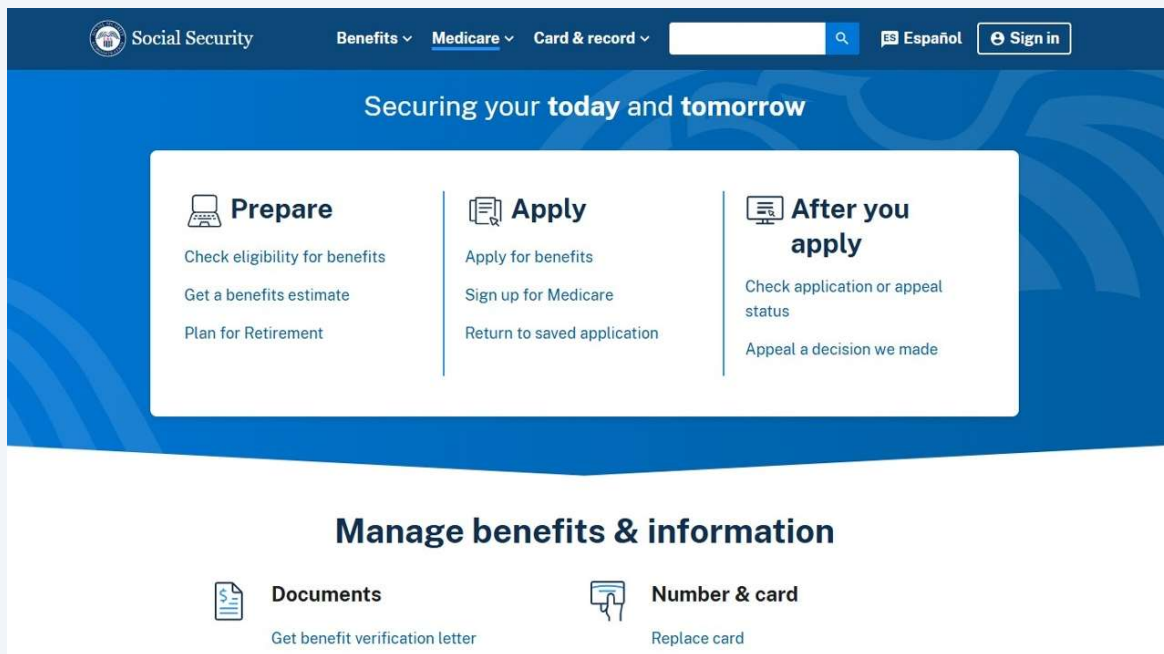 Social Security
Benefits
Medicare
Card & record
ES Español
Sign in
Securing your today and tomorrow
Prepare
Check eligibility for benefits
Get a benefits estimate
Plan for Retirement
Apply
Apply for benefits
Sign up for Medicare
Return to saved application
After you
apply
Check application or appeal
status
Appeal a decision we made
Manage benefits & information
Documents
Get benefit verification letter
Number & card
Replace card